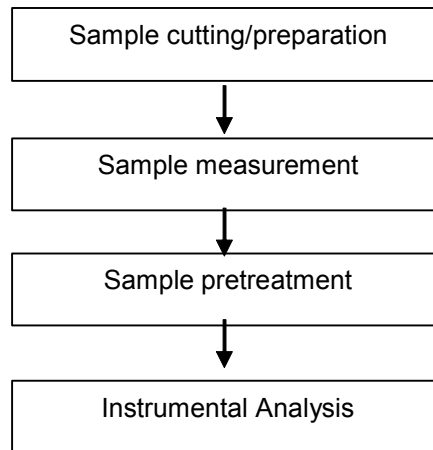 Sample cutting/preparation
Sample measurement
Sample pretreatment
Instrumental Analysis